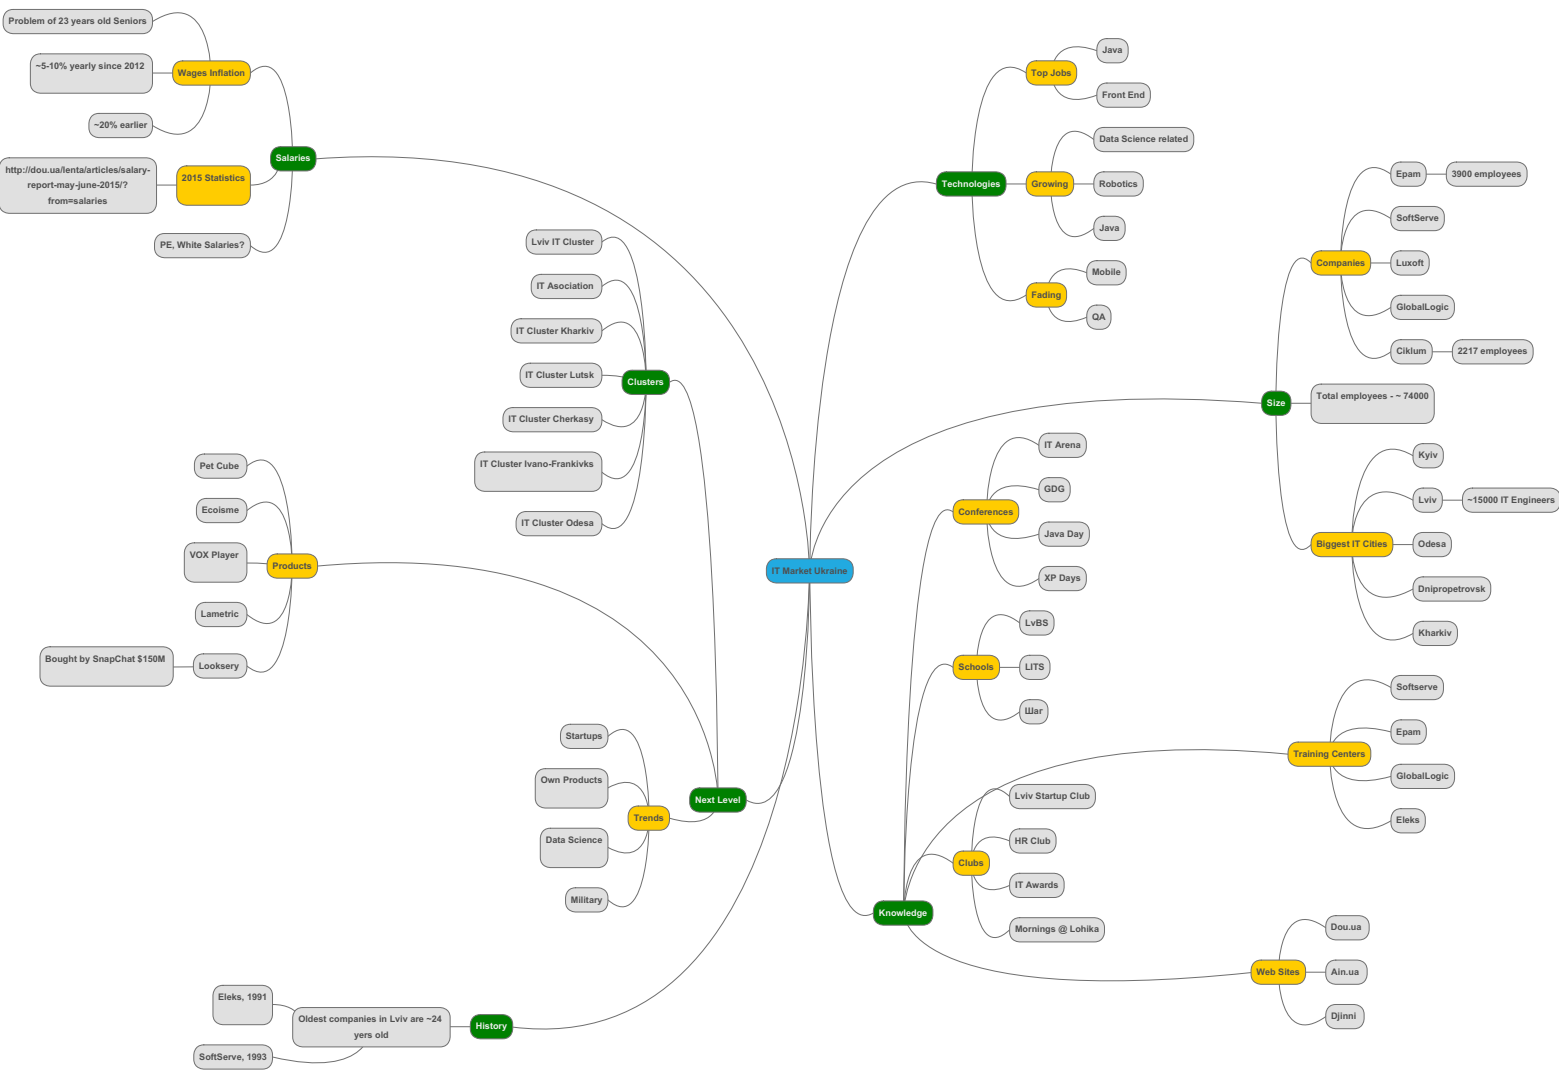 IT Market Ukraine
Salaries
Wages Inflation
Problem of 23 years old Seniors
~5-10% yearly since 2012
~20% earlier
2015 Statistics
http://dou.ua/lenta/articles/salary-
report-may-june-2015/?
from=salaries
PE, White Salaries?
Clusters
Lviv IT Cluster
IT Asociation
IT Cluster Kharkiv
IT Cluster Lutsk
IT Cluster Cherkasy
IT Cluster Ivano-Frankivks
IT Cluster Odesa
Products
Pet Cube
Ecoisme
VOX Player
Lametric
Looksery
Bought by SnapChat $150M
Next Level
Trends
Startups
Own Products
Data Science
Military
History
Oldest companies in Lviv are ~24
yers old
Eleks, 1991
SoftServe, 1993
Technologies
Top Jobs
Java
Front End
Growing
Data Science related
Robotics
Java
Fading
Mobile
QA
Size
Companies
Epam
3900 employees
SoftServe
Luxoft
GlobalLogic
Ciklum
2217 employees
Total employees - ~ 74000
Biggest IT Cities
Kyiv
Lviv
~15000 IT Engineers
Odesa
Dnipropetrovsk
Kharkiv
Knowledge
Conferences
IT Arena
GDG
Java Day
XP Days
Schools
LvBS
LITS
Шаг
Training Centers
Softserve
Epam
GlobalLogic
Eleks
Clubs
Lviv Startup Club
HR Club
IT Awards
Mornings @ Lohika
Web Sites
Dou.ua
Ain.ua
Djinni